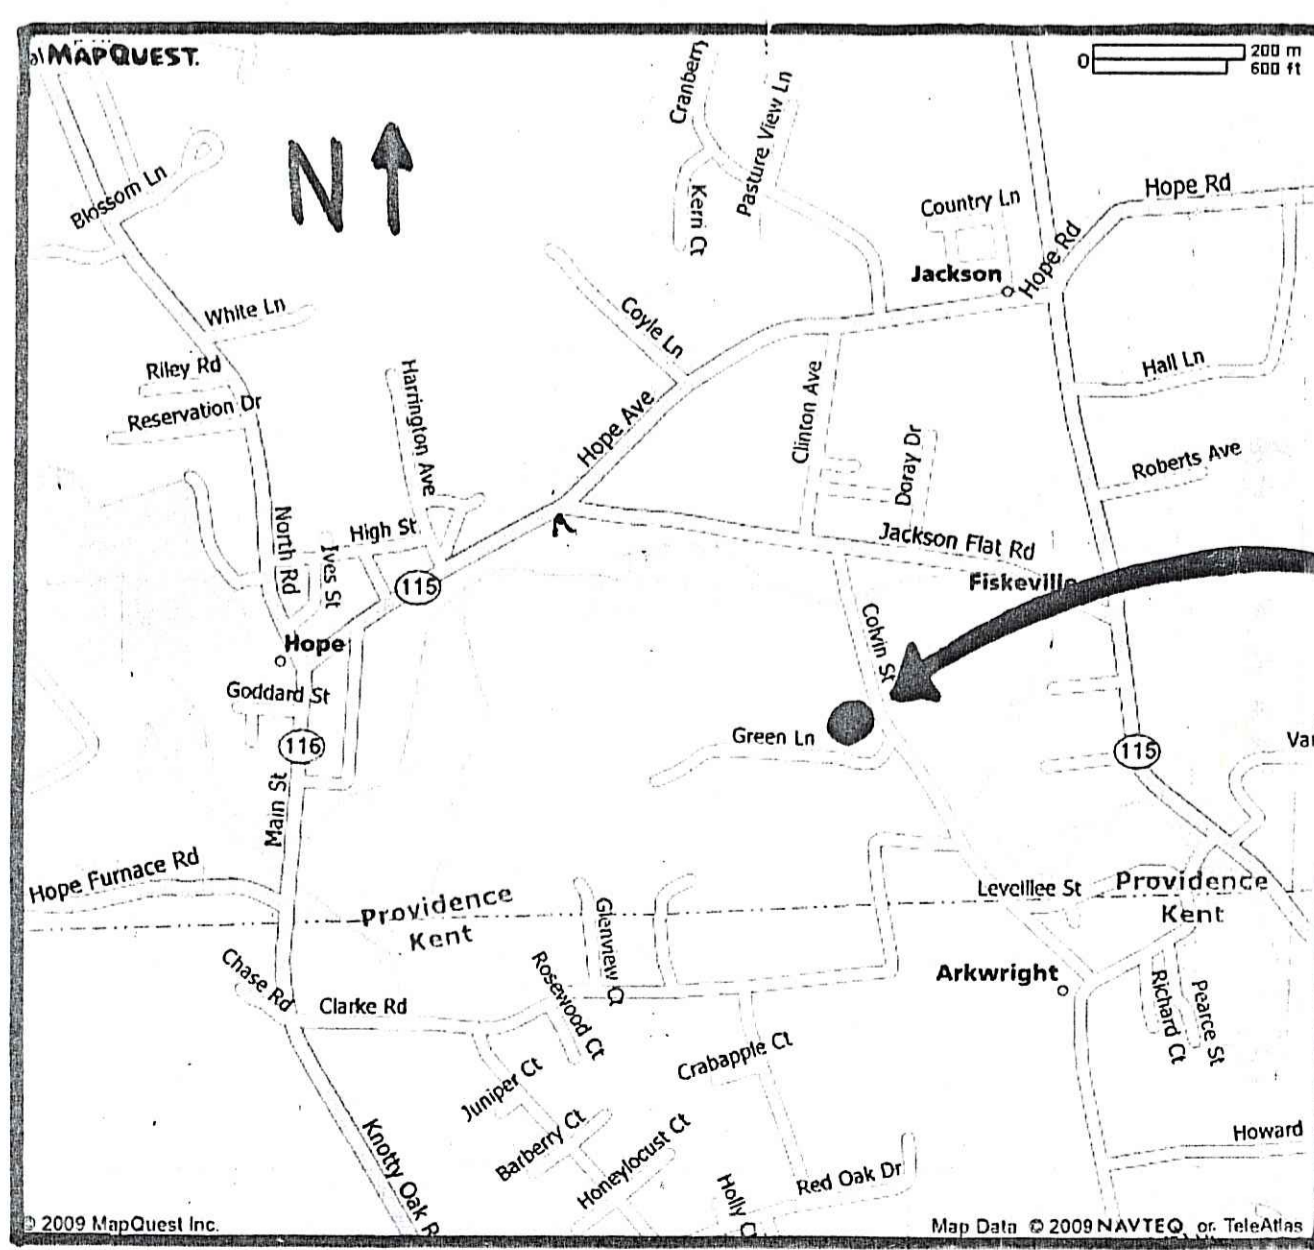 MAPQUEST.
0
200 m
600 ft
N
Cranberry
Pasture View Ln
Kern Ct
Blossom Ln
Country Ln
Hope Rd
Jackson
Hope Rd
White Ln
Coyle Ln
Riley Rd
Reservation Dr
Harrington Ave
Hope Ave
Clinton Ave
Hall Ln
Doray Dr
Roberts Ave
North Rd
Ives St
High St
115
Jackson Flat Rd
Fiskeville
Colvin St
Hope
Goddard St
116
Green Ln
115
Main St
Hope Furnace Rd
Providence
Kent
Leveillee St
Providence
Kent
Glenview Ct
Chase Rd
Clarke Rd
Rosewood Ct
Arkwright
Richard Ct
Pearce St
Crabapple Ct
Juniper Ct
Barberry Ct
Honeylocust Ct
Knotty Oak R
Holly C
Red Oak Dr
Howard
© 2009 MapQuest Inc.
Map Data © 2009 NAVTEQ or TeleAtlas